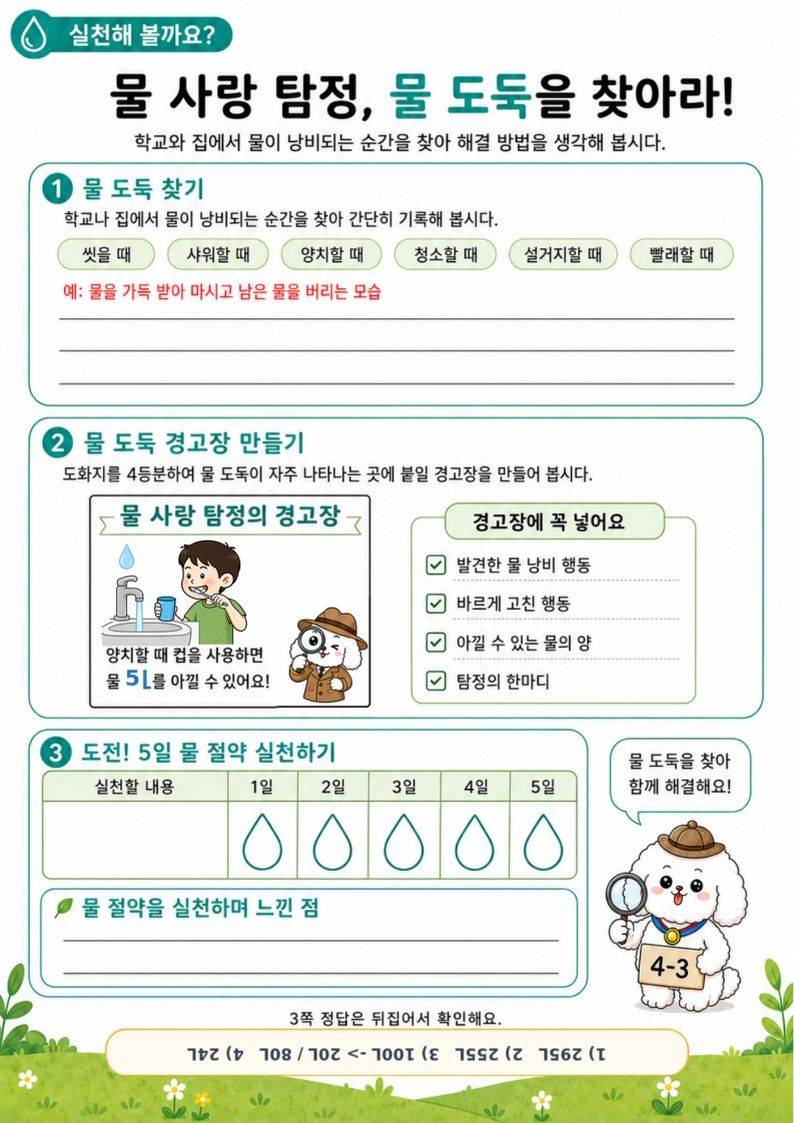 실천해 볼까요?
물 사랑 탐정, 물 도둑을 찾아라!
학교와 집에서 물이 낭비되는 순간을 찾아 해결 방법을 생각해 봅시다.
1 물 도둑 찾기
학교나 집에서 물이 낭비되는 순간을 찾아 간단히 기록해 봅시다.
씻을 때 샤워할 때 양치할 때 청소할 때 설거지할 때 빨래할 때
예: 물을 가득 받아 마시고 남은 물을 버리는 모습
2 물 도둑 경고장 만들기
도화지를 4등분하여 물 도둑이 자주 나타나는 곳에 붙일 경고장을 만들어 봅시다.
물 사랑 탐정의 경고장
양치할 때 컵을 사용하면
물 5L를 아낄 수 있어요!
경고장에 꼭 넣어요
발견한 물 낭비 행동
바르게 고친 행동
아낄 수 있는 물의 양
탐정의 한마디
3 도전! 5일 물 절약 실천하기
실천할 내용 1일 2일 3일 4일 5일
물 절약을 실천하며 느낀 점
물 도둑을 찾아
함께 해결해요!
4-3
3쪽 정답은 뒤집어서 확인해요.
1) 295L 2) 255L 3) 100L -> 20L / 80L 4) 24L